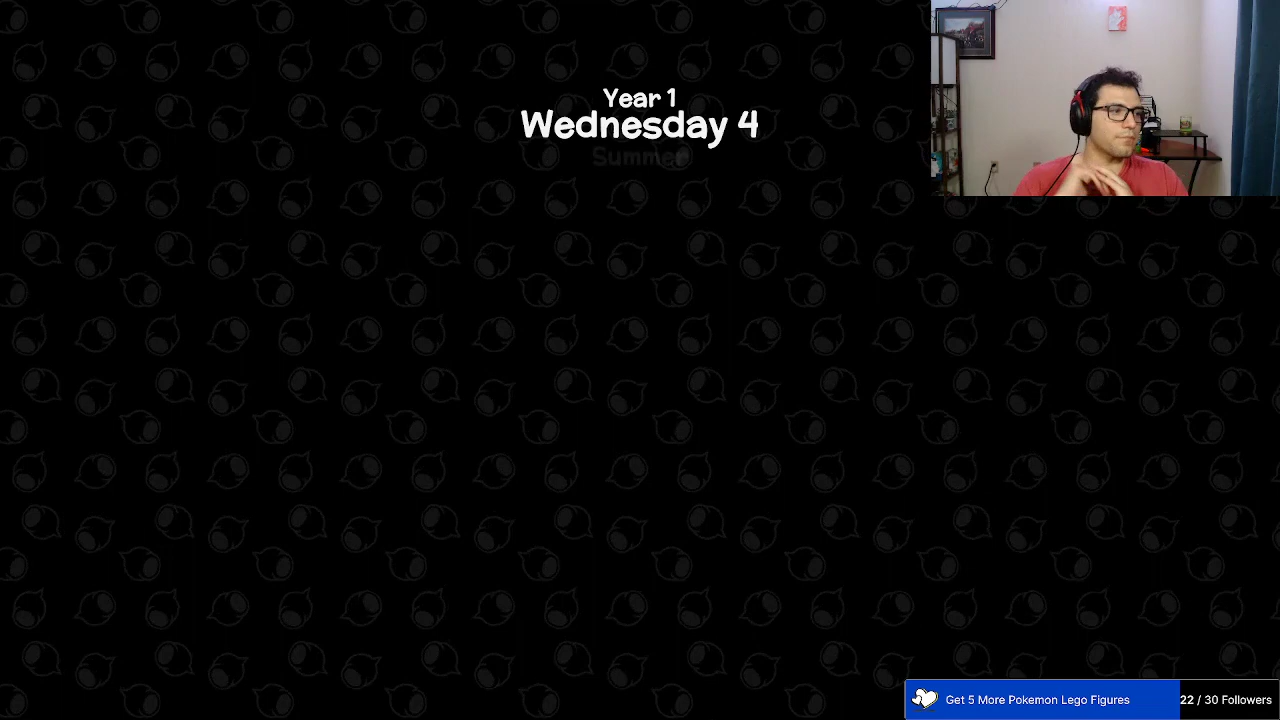 Year 1
Wednesday 4
Summer
Get 5 More Pokemon Lego Figures
22 / 30 Followers